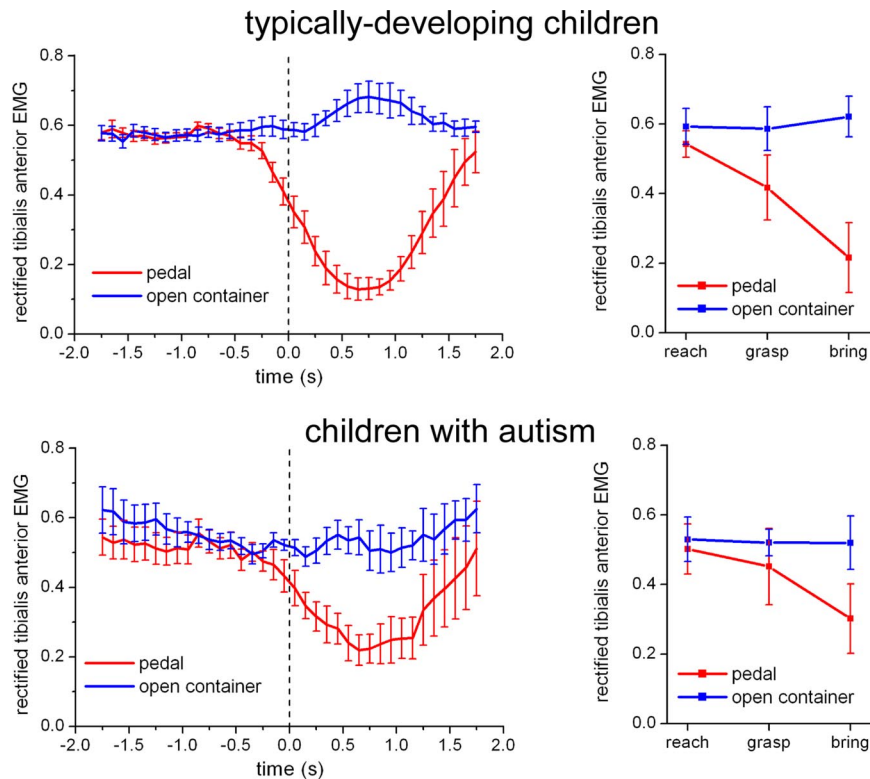 typically-developing children
rectified tibialis anterior EMG
0.8
0.6
0.4
0.2
0.0
pedal
open container
-2.0 -1.5 -1.0 -0.5 0.0 0.5 1.0 1.5 2.0
time (s)
rectified tibialis anterior EMG
0.8
0.6
0.4
0.2
0.0
pedal
open container
reach grasp bring
children with autism
rectified tibialis anterior EMG
0.8
0.6
0.4
0.2
0.0
pedal
open container
-2.0 -1.5 -1.0 -0.5 0.0 0.5 1.0 1.5 2.0
time (s)
rectified tibialis anterior EMG
0.8
0.6
0.4
0.2
0.0
pedal
open container
reach grasp bring